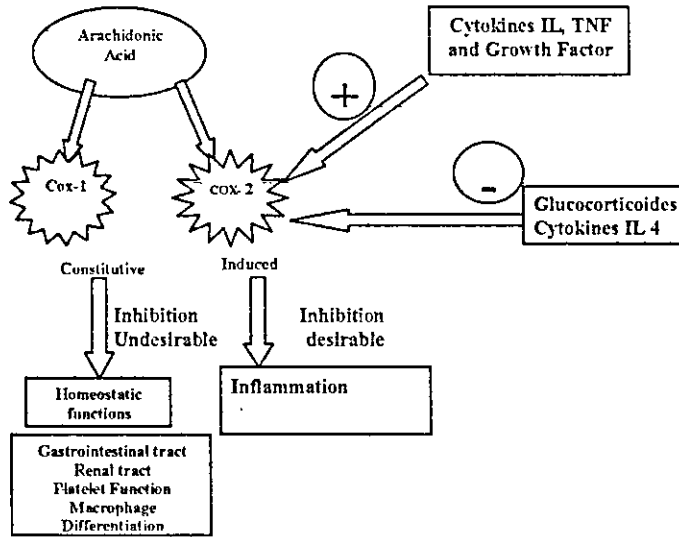 Arachidonic
Acid
Cytokines IL, TNF
and Growth Factor
+
Cox-1
cox-2
-
Glucocorticoides
Cytokines IL 4
Constitutive
Induced
Inhibition
Undesirable
Inhibition
desirable
Homeostatic
functions
Inflammation
Gastrointestinal tract
Renal tract
Platelet Function
Macrophage
Differentiation